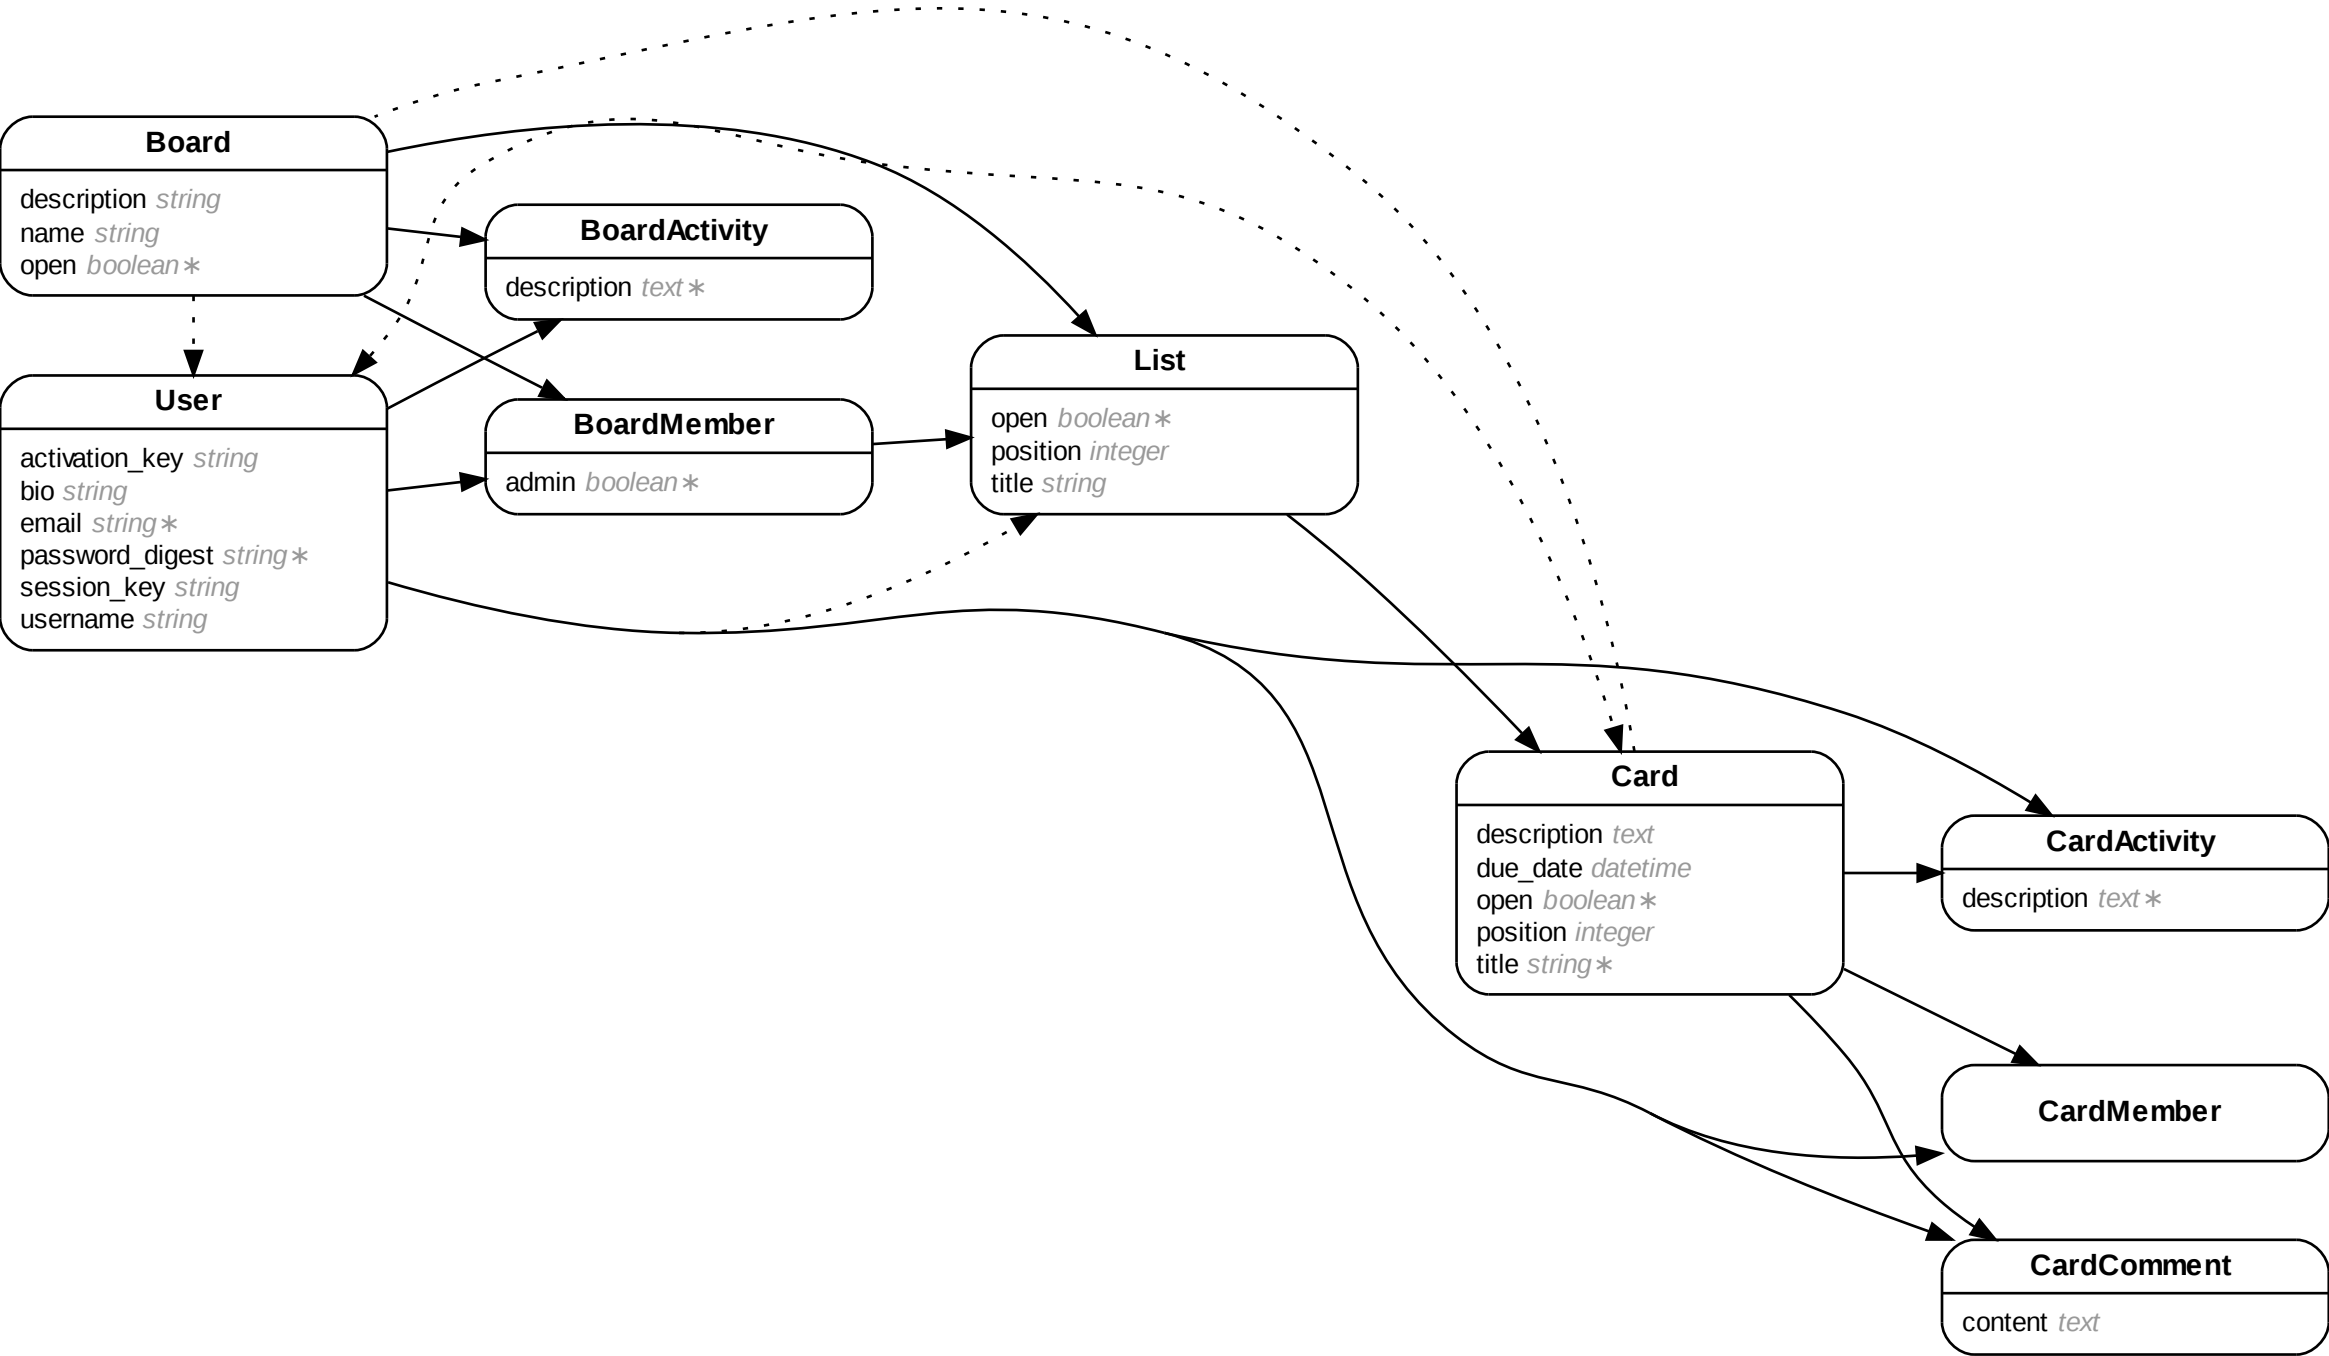 Board
description string
name string
open boolean∗
User
activation_key string
bio string
email string∗
password_digest string∗
session_key string
username string
BoardActivity
description text∗
BoardMember
admin boolean∗
List
open boolean∗
position integer
title string
Card
description text
due_date datetime
open boolean∗
position integer
title string∗
CardActivity
description text∗
CardMember
CardComment
content text